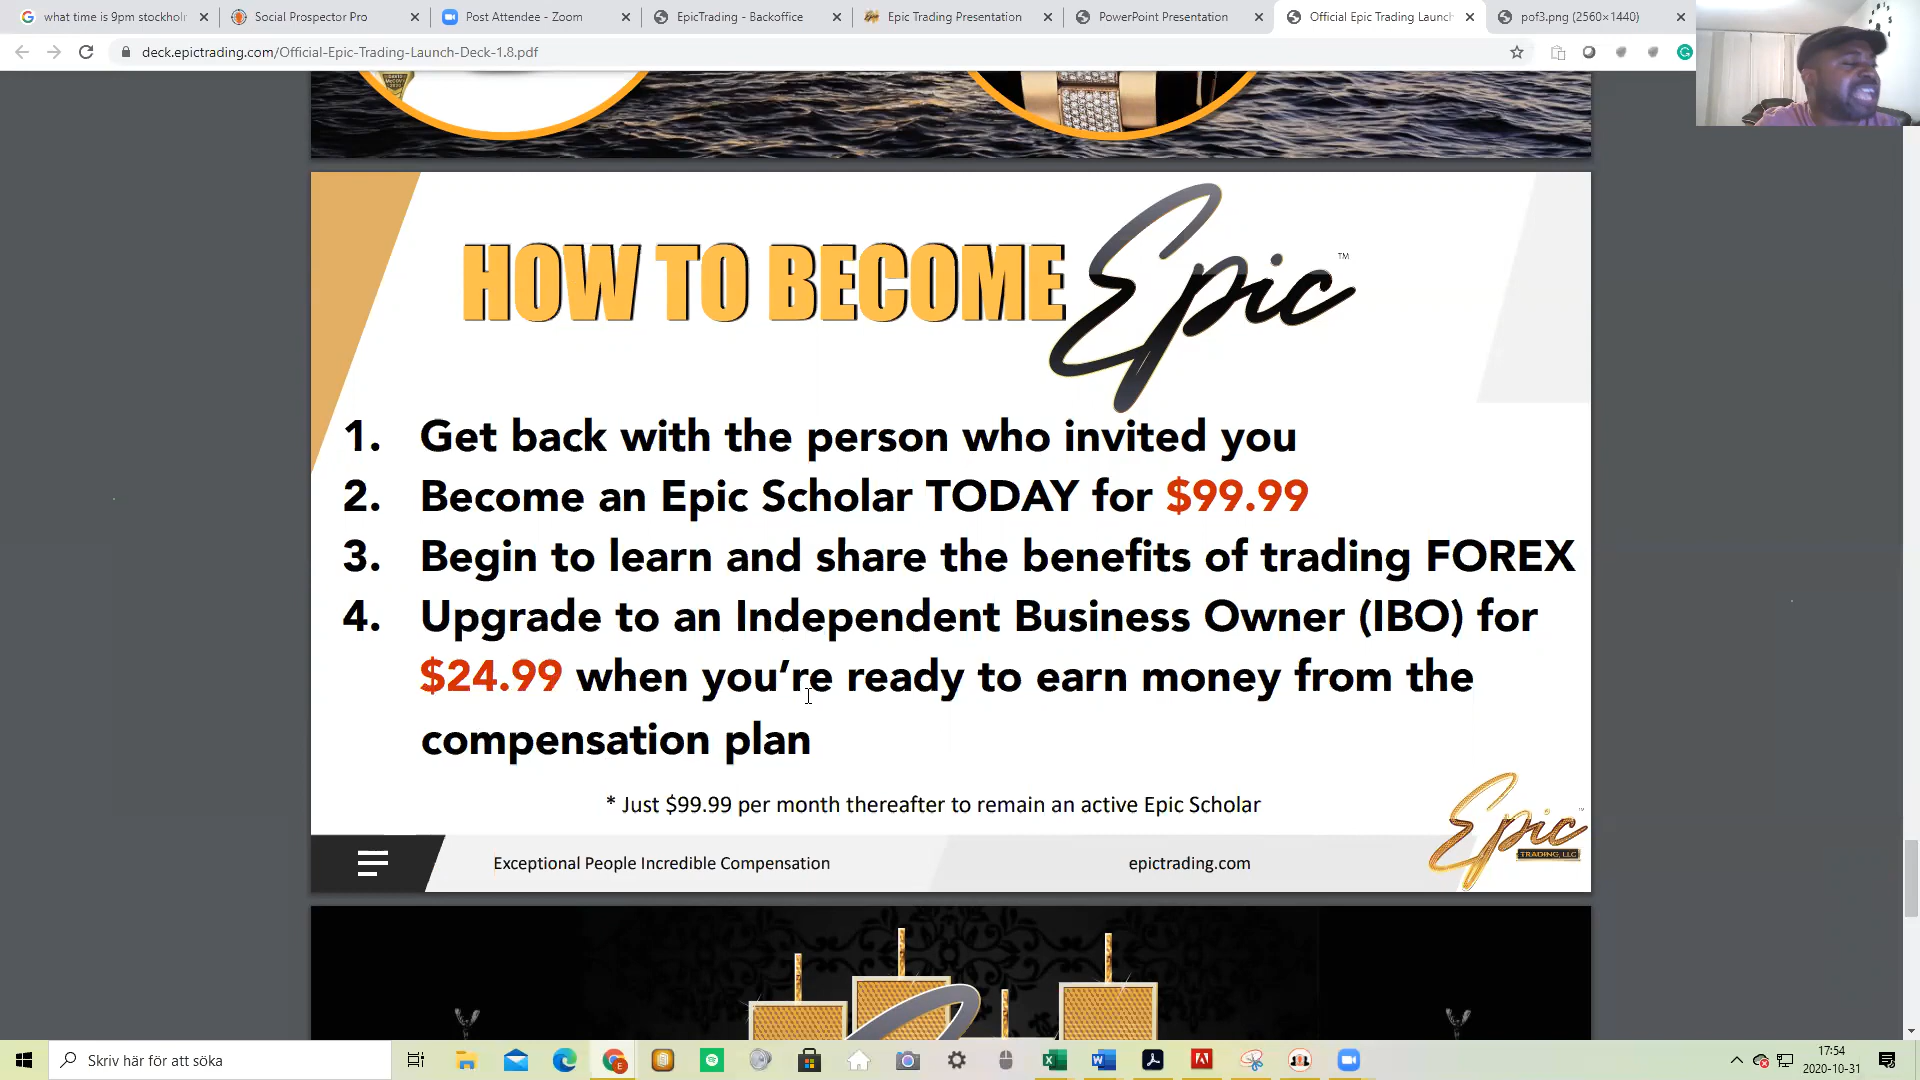 what time is 9pm stockholr
Social Prospector Pro
Post Attendee - Zoom
EpicTrading - Backoffice
Epic Trading Presentation
PowerPoint Presentation
Official Epic Trading Launch
pof3.png (2560×1440)
deck.epictrading.com/Official-Epic-Trading-Launch-Deck-1.8.pdf
HOW TO BECOME Epic ™
1. Get back with the person who invited you
2. Become an Epic Scholar TODAY for $99.99
3. Begin to learn and share the benefits of trading FOREX
4. Upgrade to an Independent Business Owner (IBO) for
$24.99 when you’re ready to earn money from the
compensation plan
* Just $99.99 per month thereafter to remain an active Epic Scholar
Exceptional People Incredible Compensation
epictrading.com
Epic
TRADING, LLC
Skriv här för att söka
17:54
2020-10-31